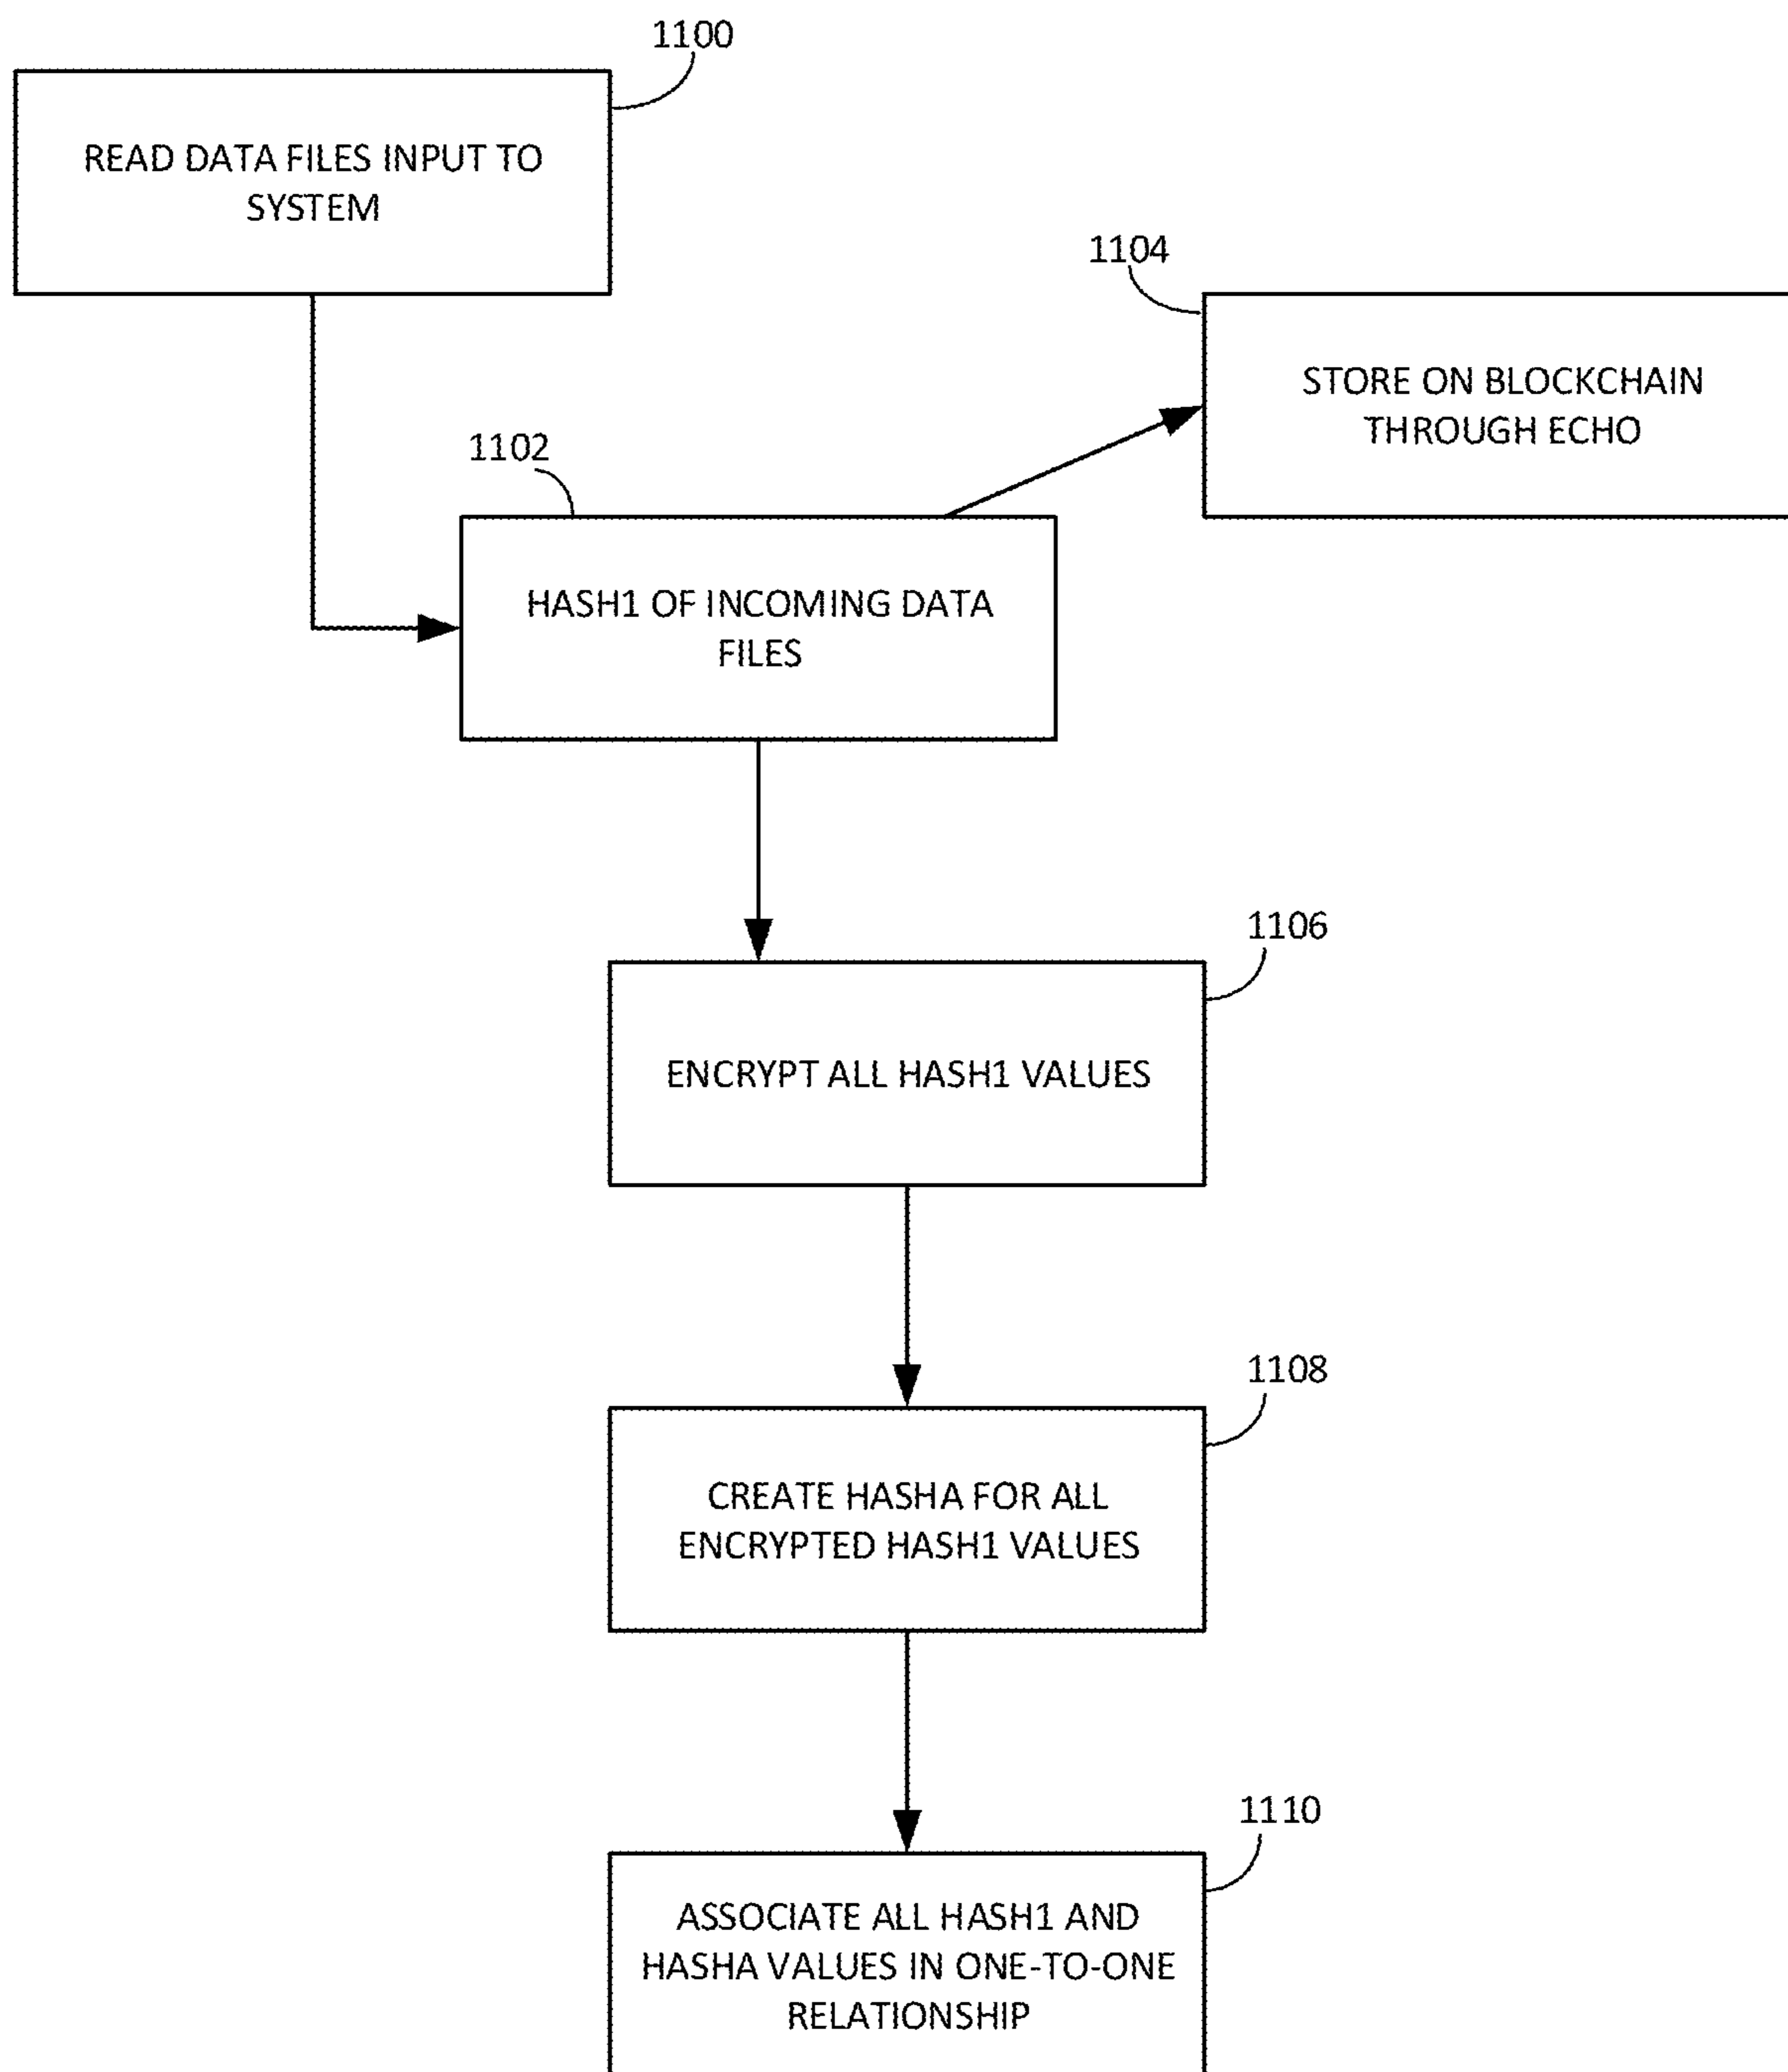 1100
READ DATA FILES INPUT TO
SYSTEM
1104
STORE ON BLOCKCHAIN
THROUGH ECHO
1102
HASH1 OF INCOMING DATA
FILES
1106
ENCRYPT ALL HASH1 VALUES
1108
CREATE HASHA FOR ALL
ENCRYPTED HASH1 VALUES
1110
ASSOCIATE ALL HASH1 AND
HASHA VALUES IN ONE-TO-ONE
RELATIONSHIP